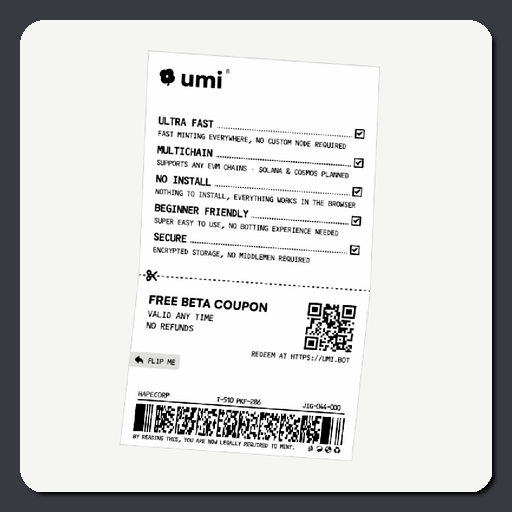 umi®
ULTRA FAST
FAST MINTING EVERYWHERE, NO CUSTOM NODE REQUIRED
MULTICHAIN
SUPPORTS ANY EVM CHAINS - SOLANA & COSMOS PLANNED
NO INSTALL
NOTHING TO INSTALL, EVERYTHING WORKS IN THE BROWSER
BEGINNER FRIENDLY
SUPER EASY TO USE, NO BOTTING EXPERIENCE NEEDED
SECURE
ENCRYPTED STORAGE, NO MIDDLEMEN REQUIRED
FREE BETA COUPON
VALID ANY TIME
NO REFUNDS
REDEEM AT HTTPS://UMI.BOT
FLIP ME
HAPECORP T-510 PKF-286 JIG-044-000
BY READING THIS, YOU ARE NOW LEGALLY REQUIRED TO MINT.